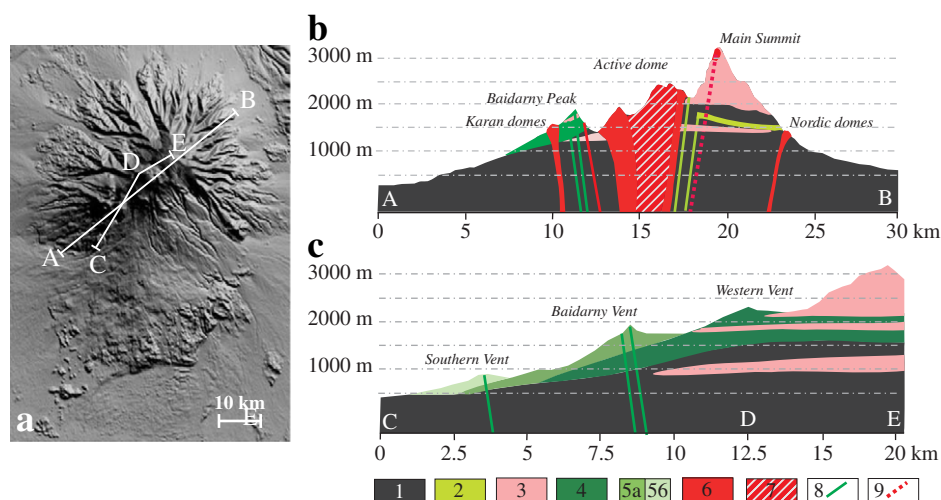 a
A
B
C
D
E
10 km
E
b
3000 m
2000 m
1000 m
Main Summit
Active dome
Baidarny Peak
Karan domes
Nordic domes
A
B
0 5 10 15 20 25 30 km
c
3000 m
2000 m
1000 m
Western Vent
Baidarny Vent
Southern Vent
C
D
E
0 2.5 5 7.5 10 12.5 15 20 km
1 2 3 4 5a 5б 6 7 8 9